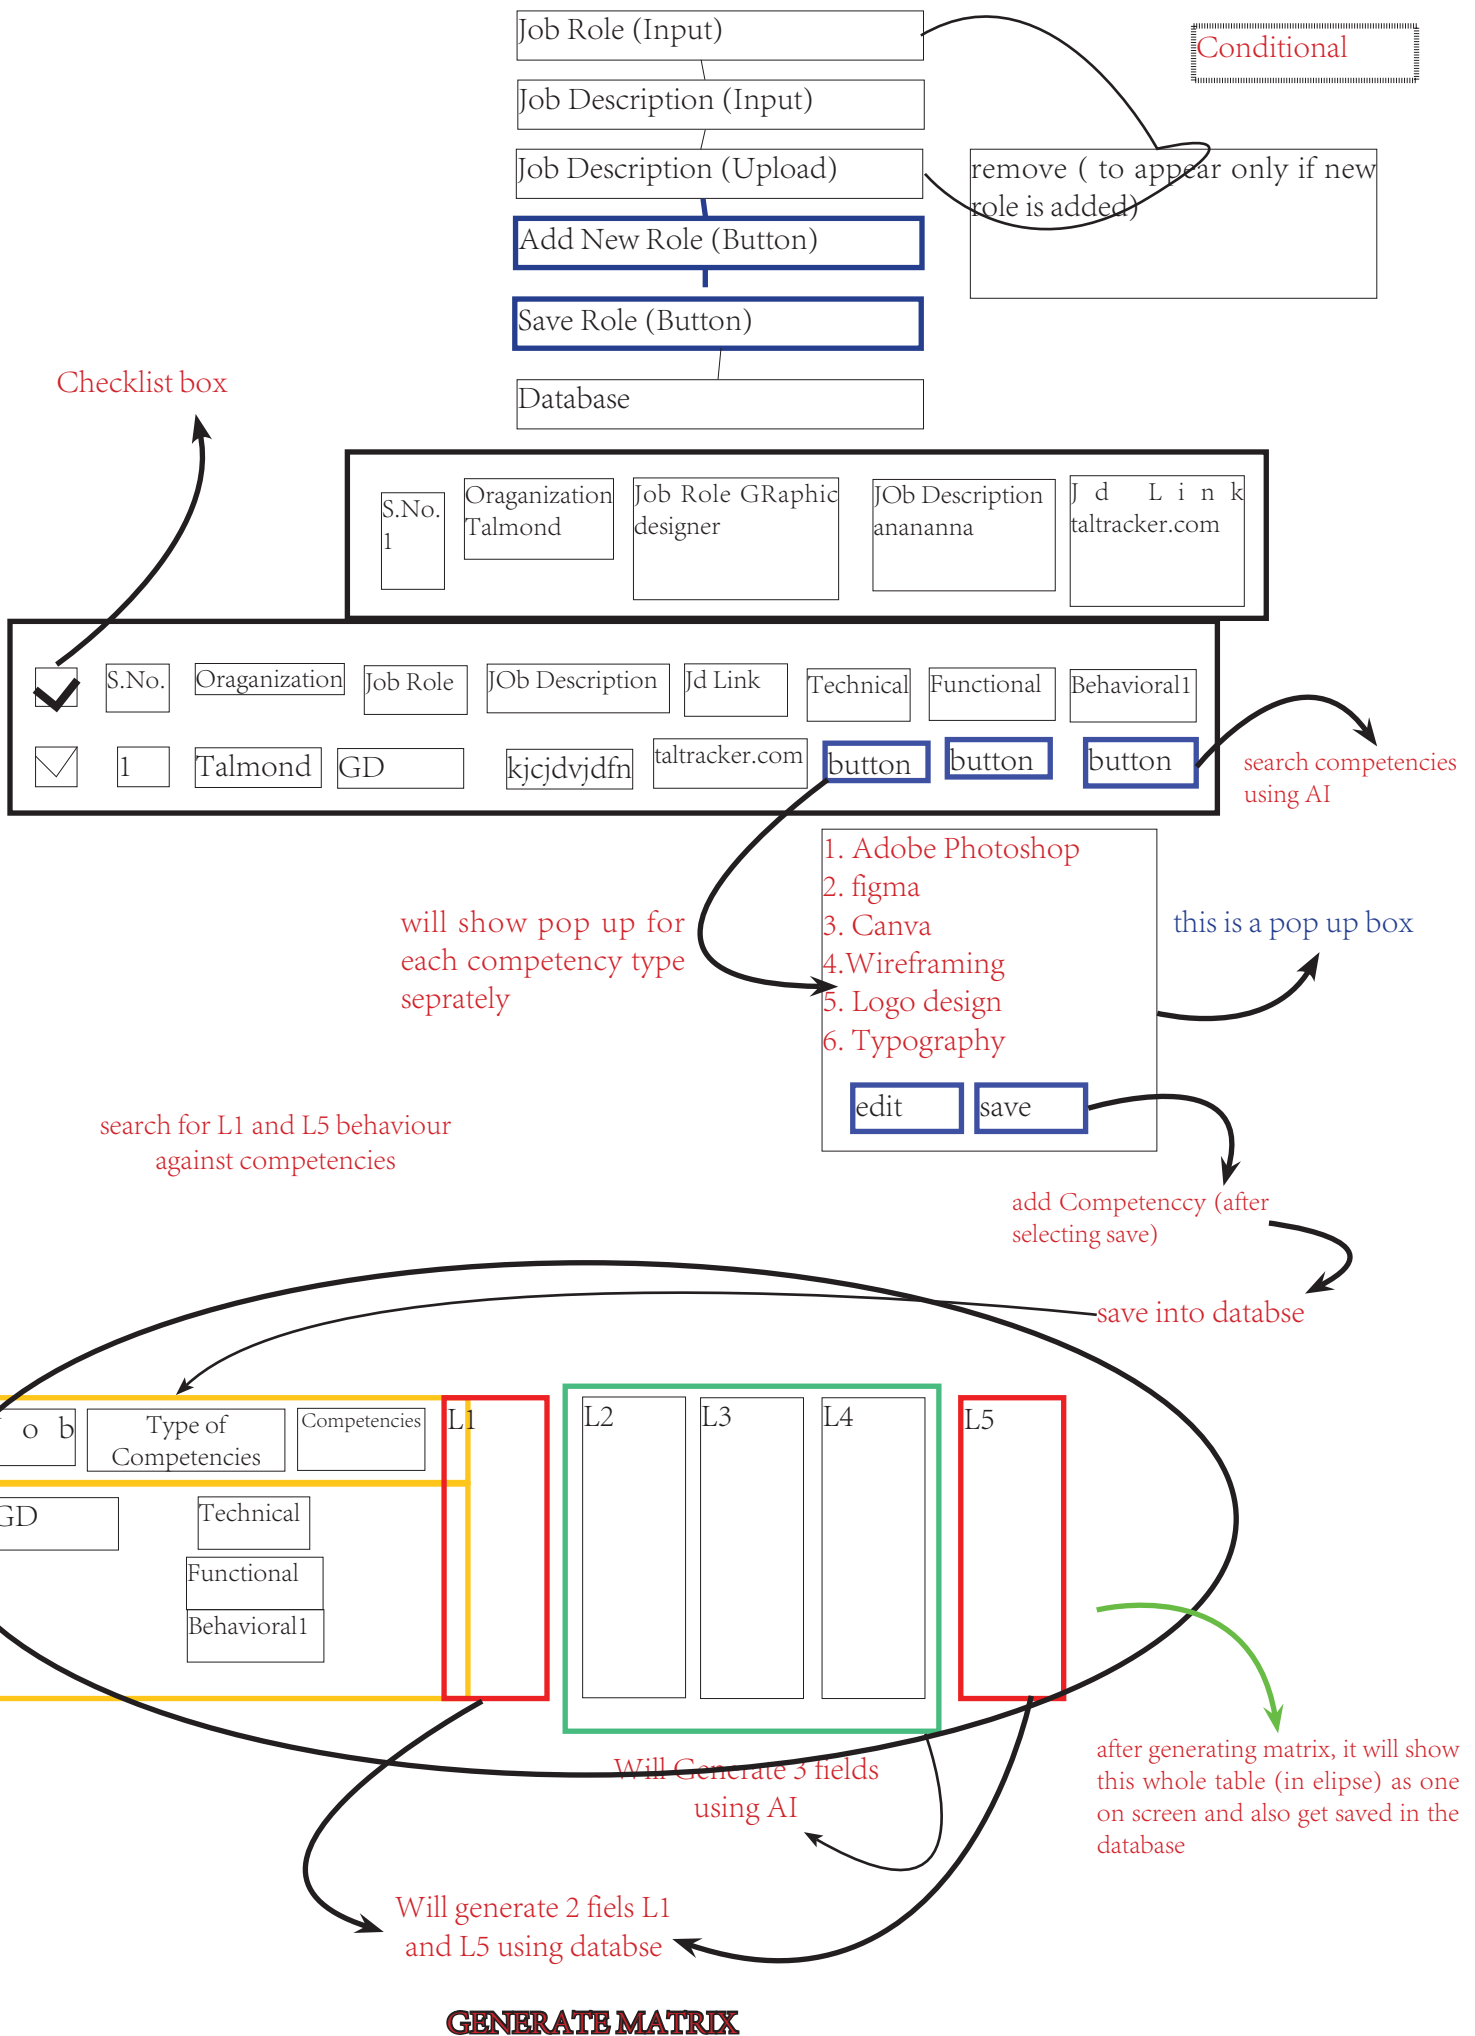 Job Role (Input)
Conditional
Job Description (Input)
Job Description (Upload)
remove ( to appear only if new
role is added)
Add New Role (Button)
Save Role (Button)
Checklist box
Database
S.No.
1
Oraganization
Talmond
Job Role GRaphic
designer
JOb Description
anananna
Jd Link
taltracker.com
S.No.
Oraganization
Job Role
JOb Description
Jd Link
Technical
Functional
Behavioral1
1
Talmond
GD
kjcjdvjdfn
taltracker.com
button
button
button
search competencies
using AI
1. Adobe Photoshop
2. figma
3. Canva
4.Wireframing
5. Logo design
6. Typography
edit
save
will show pop up for
each competency type
seprately
this is a pop up box
search for L1 and L5 behaviour
against competencies
add Competenccy (after
selecting save)
save into databse
ob
Type of
Competencies
Competencies
L1
L2
L3
L4
L5
GD
Technical
Functional
Behavioral1
Will Generate 3 fields
using AI
after generating matrix, it will show
this whole table (in elipse) as one
on screen and also get saved in the
database
Will generate 2 fiels L1
and L5 using databse
GENERATE MATRIX